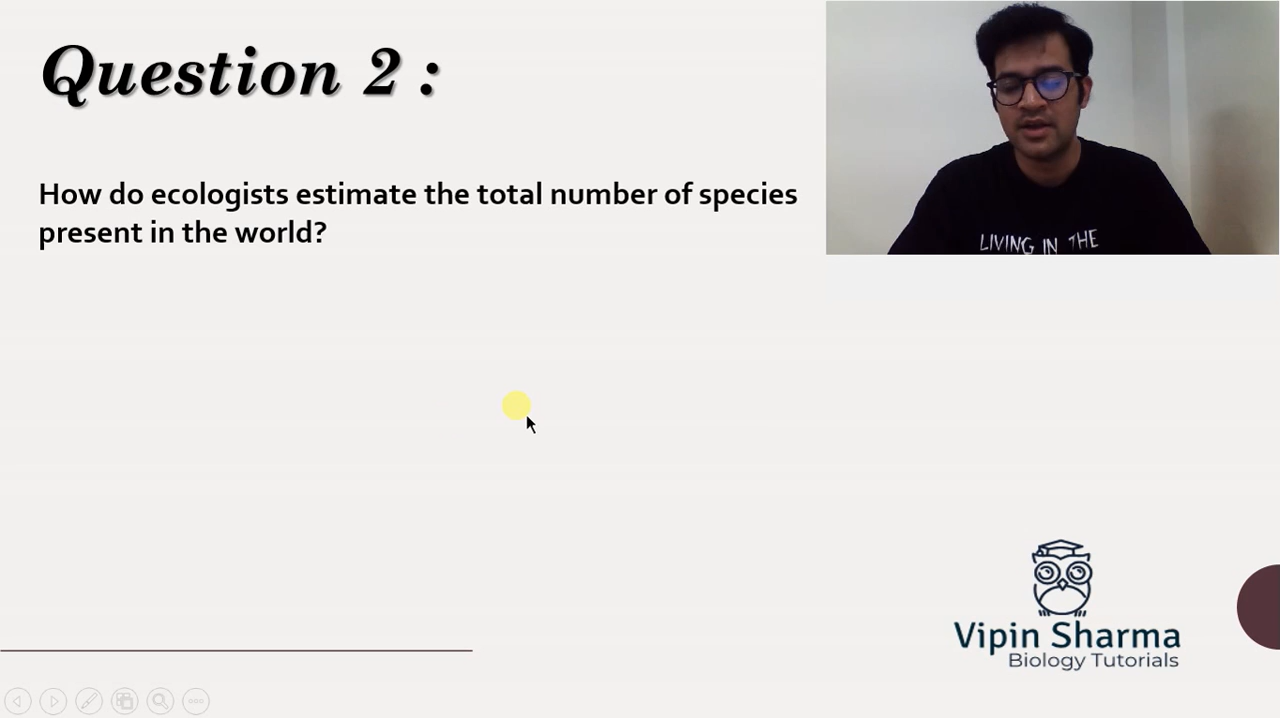 Question 2 :
How do ecologists estimate the total number of species
present in the world?
LIVING IN THE
Vipin Sharma
Biology Tutorials